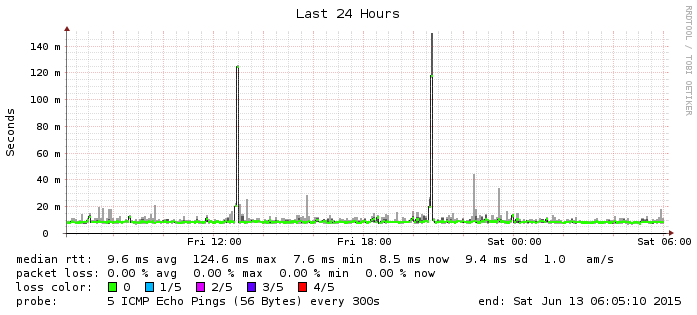 Last 24 Hours
RRDTOOL / TOBI OETIKER
Seconds
140 m
120 m
100 m
80 m
60 m
40 m
20 m
0
Fri 12:00 Fri 18:00 Sat 00:00 Sat 06:00
median rtt: 9.6 ms avg 124.6 ms max 7.6 ms min 8.5 ms now 9.4 ms sd 1.0 am/s
packet loss: 0.00 % avg 0.00 % max 0.00 % min 0.00 % now
loss color: 0 1/5 2/5 3/5 4/5
probe: 5 ICMP Echo Pings (56 Bytes) every 300s end: Sat Jun 13 06:05:10 2015